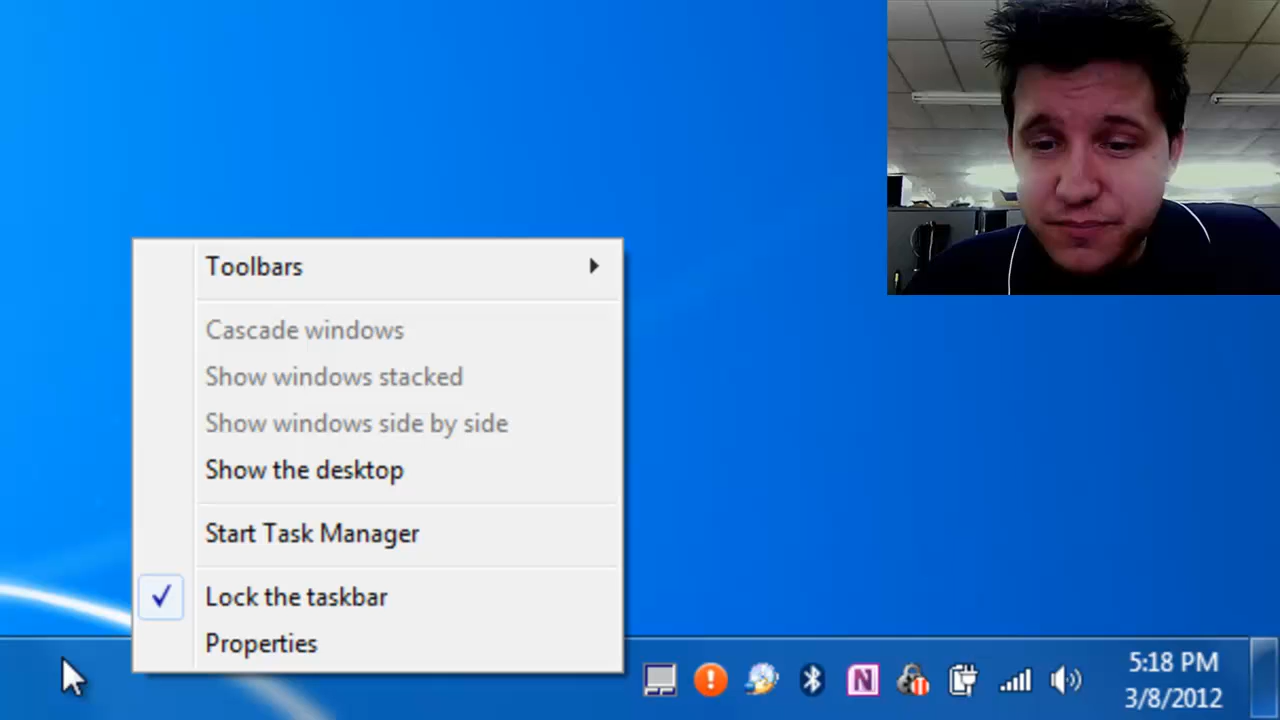 Toolbars
Cascade windows
Show windows stacked
Show windows side by side
Show the desktop
Start Task Manager
Lock the taskbar
Properties
N
5:18 PM
3/8/2012